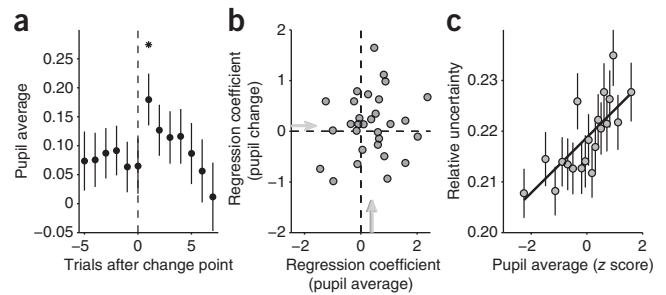 a
*
Pupil average
0.25
0.20
0.15
0.10
0.05
0
−0.05
−5
0
5
Trials after change point
b
Regression coefficient
(pupil change)
2
1
0
−1
−2
−2
0
2
Regression coefficient
(pupil average)
c
Relative uncertainty
0.23
0.22
0.21
0.20
−2
0
2
Pupil average (z score)